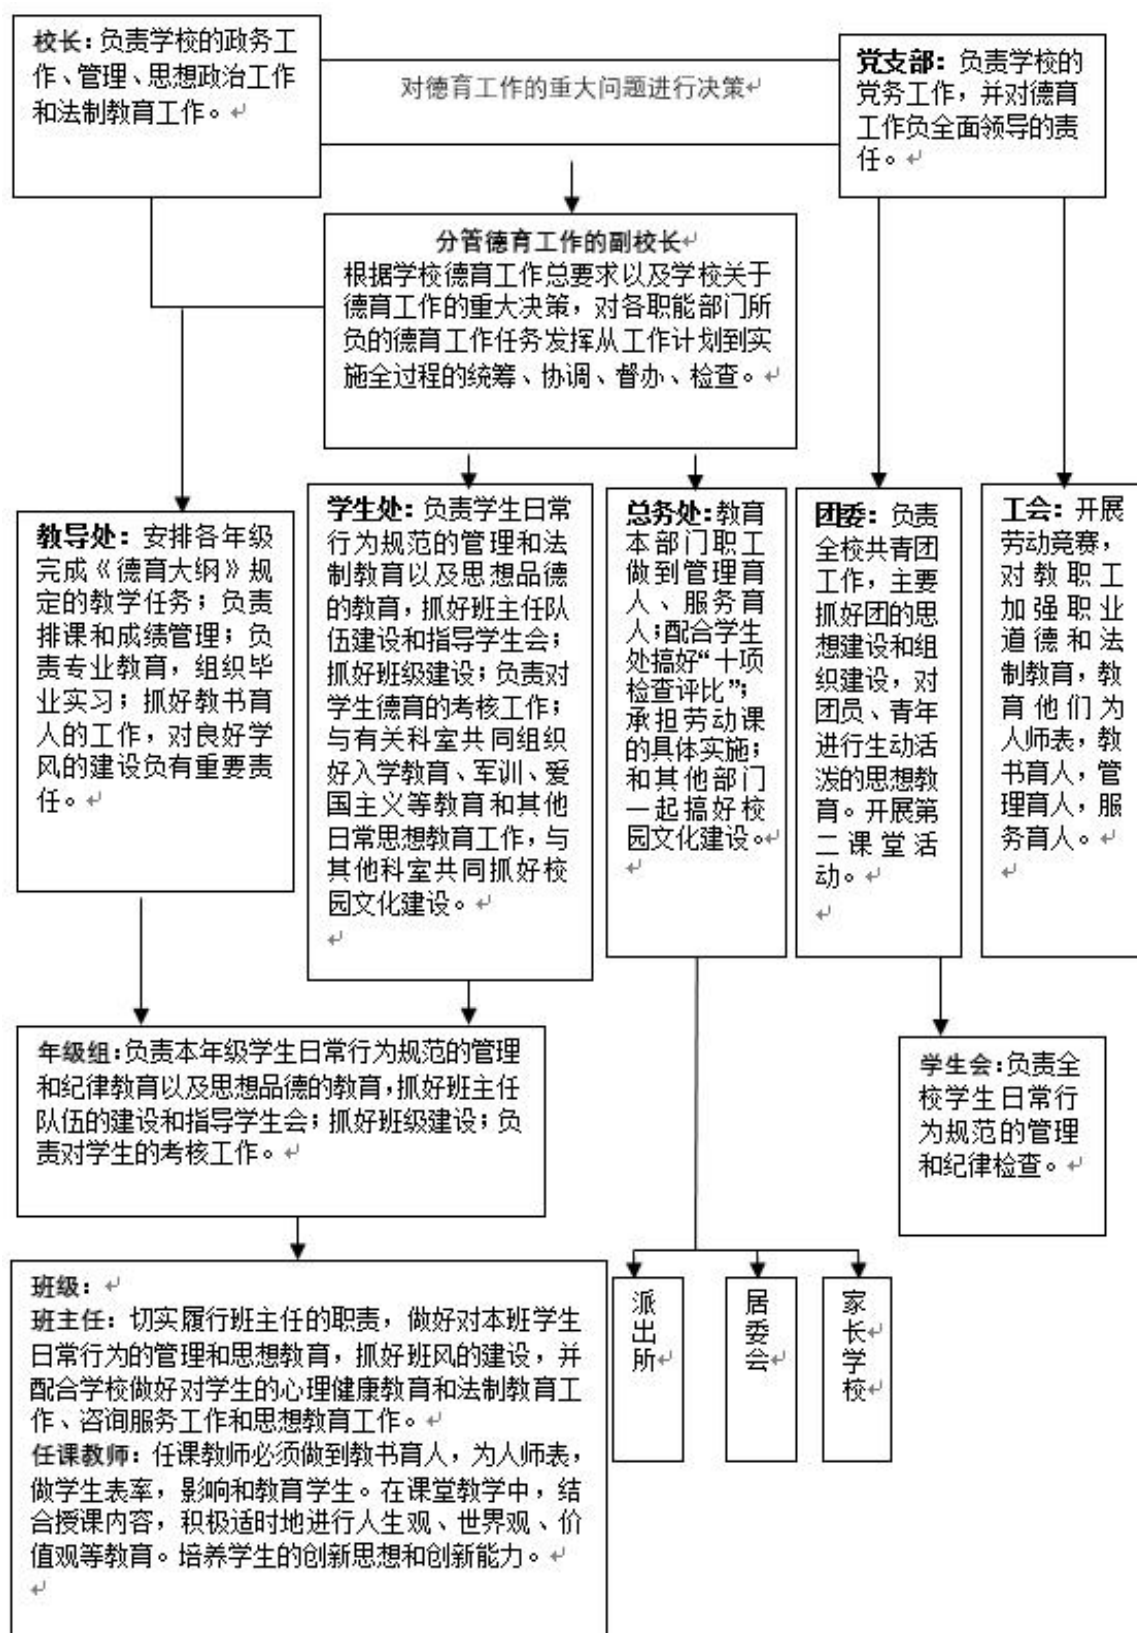 校长：负责学校的政务工
作、管理、思想政治工作
和法制教育工作。
对德育工作的重大问题进行决策
党支部：负责学校的
党务工作，并对德育
工作负全面领导的责
任。
分管德育工作的副校长
根据学校德育工作总要求以及学校关于
德育工作的重大决策，对各职能部门所
负的德育工作任务发挥从工作计划到实
施全过程的统筹、协调、督办、检查。
教导处：安排各年级
完成《德育大纲》规
定的教学任务；负责
排课和成绩管理；负
责专业教育，组织毕
业实习；抓好教书育
人的工作，对良好学
风的建设负有重要责
任。
学生处：负责学生日常
行为规范的管理和法
制教育以及思想品德
的教育，抓好班主任队
伍建设和指导学生会；
抓好班级建设；负责对
学生德育的考核工作；
与有关科室共同组织
好入学教育、军训、爱
国主义等教育和其他
日常思想教育工作，与
其他科室共同抓好校
园文化建设。
总务处：教育
本部门职工
做到管理育
人、服务育
人；配合学生
处搞好“十项
检查评比”；
承担劳动课
的具体实施；
和其他部门
一起搞好校
园文化建设。
团委：负责
全校共青团
工作，主要
抓好团的思
想建设和组
织建设，对
团员、青年
进行生动活
泼的思想教
育。开展第
二课堂活
动。
工会：开展
劳动竞赛，
对教职工
加强职业
道德和法
制教育，教
育他们为
人师表，教
书育人，管
理育人，服
务育人。
年级组：负责本年级学生日常行为规范的管理
和纪律教育以及思想品德的教育，抓好班主任
队伍的建设和指导学生会；抓好班级建设；负
责对学生的考核工作。
学生会：负责全
校学生日常行
为规范的管理
和纪律检查。
班级：
班主任：切实履行班主任的职责，做好对本班学生
日常行为的管理和思想教育，抓好班风的建设，并
配合学校做好对学生的心理健康教育和法制教育工
作、咨询服务工作和思想教育工作。
任课教师：任课教师必须做到教书育人，为人师表，
做学生表率，影响和教育学生。在课堂教学中，结
合授课内容，积极适时地进行人生观、世界观、价
值观等教育。培养学生的创新思想和创新能力。
派出所
居委会
家长学校